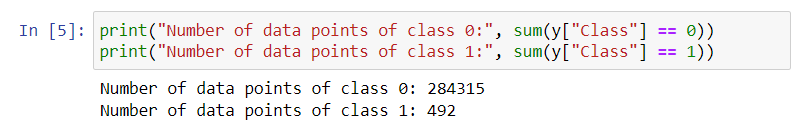 In [5]: print("Number of data points of class 0:", sum(y["Class"] == 0))
print("Number of data points of class 1:", sum(y["Class"] == 1))
Number of data points of class 0: 284315
Number of data points of class 1: 492